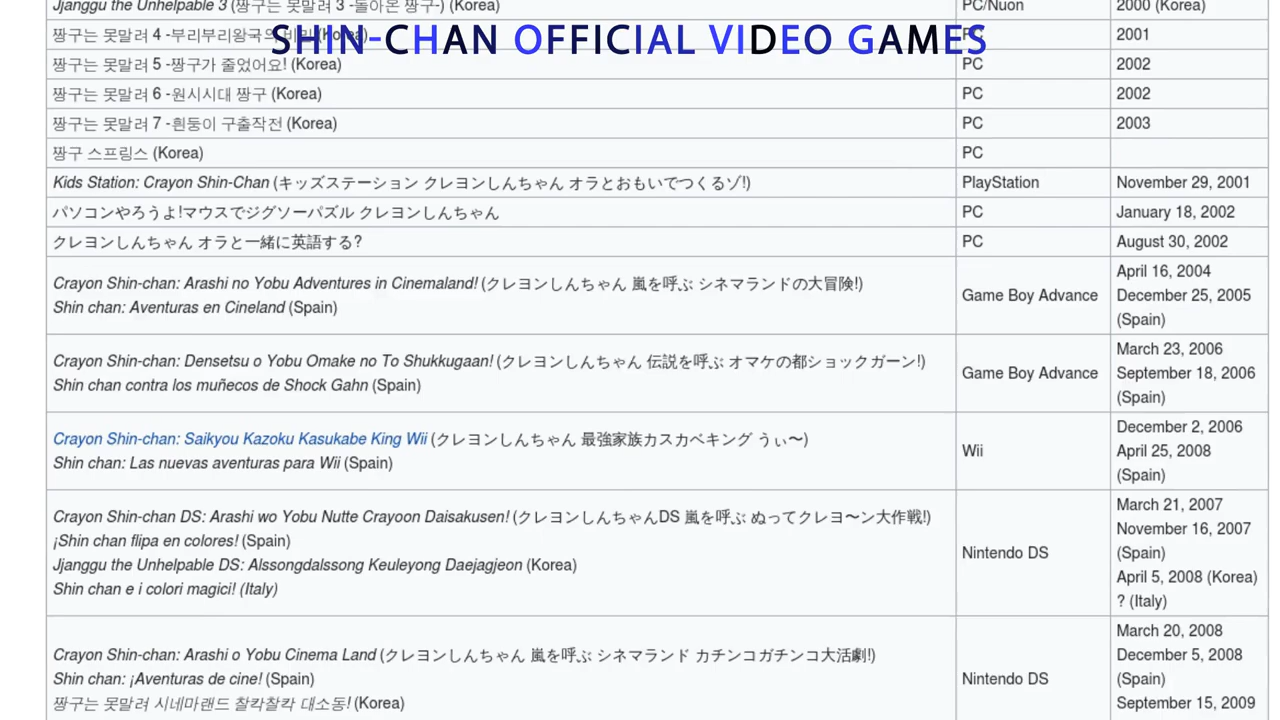 Jjanggu the Unhelpable 3 (짱구는 못말려 3 -돌아온 짱구-) (Korea) PC/Nuon 2000 (Korea)
SHIN-CHAN OFFICIAL VIDEO GAMES
짱구는 못말려 4 -부리부리왕국의 비밀 (Korea) PC 2001
짱구는 못말려 5 -짱구가 줄었어요! (Korea) PC 2002
짱구는 못말려 6 -원시시대 짱구 (Korea) PC 2002
짱구는 못말려 7 -흰둥이 구출작전 (Korea) PC 2003
짱구 스프링스 (Korea) PC
Kids Station: Crayon Shin-Chan (キッズステーション クレヨンしんちゃん オラとおもいでつくるゾ!) PlayStation November 29, 2001
パソコンやろうよ!マウスでジグソーパズル クレヨンしんちゃん PC January 18, 2002
クレヨンしんちゃん オラと一緒に英語する? PC August 30, 2002
Crayon Shin-chan: Arashi no Yobu Adventures in Cinemaland! (クレヨンしんちゃん 嵐を呼ぶ シネマランドの大冒険!)
Shin chan: Aventuras en Cineland (Spain)
Game Boy Advance
April 16, 2004
December 25, 2005
(Spain)
Crayon Shin-chan: Densetsu o Yobu Omake no To Shukkugaan! (クレヨンしんちゃん 伝説を呼ぶ オマケの都ショックガーン!)
Shin chan contra los muñecos de Shock Gahn (Spain)
Game Boy Advance
March 23, 2006
September 18, 2006
(Spain)
Crayon Shin-chan: Saikyou Kazoku Kasukabe King Wii (クレヨンしんちゃん 最強家族カスカベキング うぃ〜)
Shin chan: Las nuevas aventuras para Wii (Spain)
Wii
December 2, 2006
April 25, 2008
(Spain)
Crayon Shin-chan DS: Arashi wo Yobu Nutte Crayoon Daisakusen! (クレヨンしんちゃんDS 嵐を呼ぶ ぬってクレヨ〜ン大作戦!)
¡Shin chan flipa en colores! (Spain)
Jjanggu the Unhelpable DS: Alssongdalssong Keuleyong Daejagjeon (Korea)
Shin chan e i colori magici! (Italy)
Nintendo DS
March 21, 2007
November 16, 2007
(Spain)
April 5, 2008 (Korea)
? (Italy)
Crayon Shin-chan: Arashi o Yobu Cinema Land (クレヨンしんちゃん 嵐を呼ぶ シネマランド カチンコガチンコ大活劇!)
Shin chan: ¡Aventuras de cine! (Spain)
짱구는 못말려 시네마랜드 찰칵찰칵 대소동! (Korea)
Nintendo DS
March 20, 2008
December 5, 2008
(Spain)
September 15, 2009